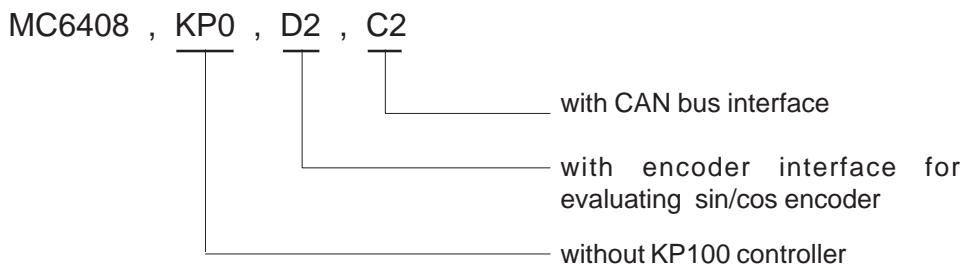 MC6408 , KP0 , D2 , C2
with CAN bus interface
with encoder interface for
evaluating sin/cos encoder
without KP100 controller